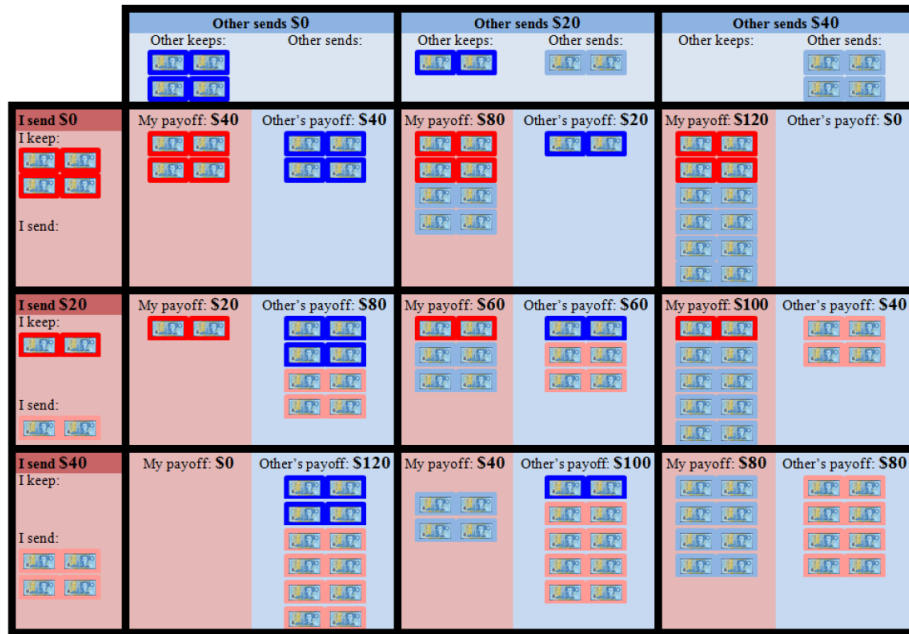 Other sends $0
Other sends $20
Other sends $40
Other keeps:
Other sends:
Other keeps:
Other sends:
Other keeps:
Other sends:
I send $0
I keep:
I send:
My payoff: $40
Other's payoff: $40
My payoff: $80
Other's payoff: $20
My payoff: $120
Other's payoff: $0
I send $20
I keep:
I send:
My payoff: $20
Other's payoff: $80
My payoff: $60
Other's payoff: $60
My payoff: $100
Other's payoff: $40
I send $40
I keep:
I send:
My payoff: $0
Other's payoff: $120
My payoff: $40
Other's payoff: $100
My payoff: $80
Other's payoff: $80